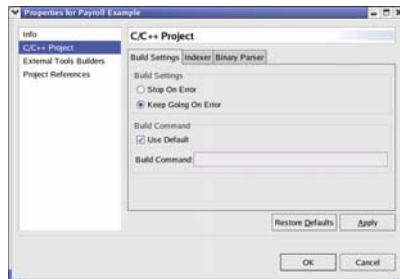 Properties for Payroll Example
Info
C/C++ Project
External Tools Builders
Project References
C/C++ Project
Build Settings Indexer Binary Parser
Build Settings
Stop On Error
Keep Going On Error
Build Command
Use Default
Build Command:
Restore Defaults Apply
OK Cancel